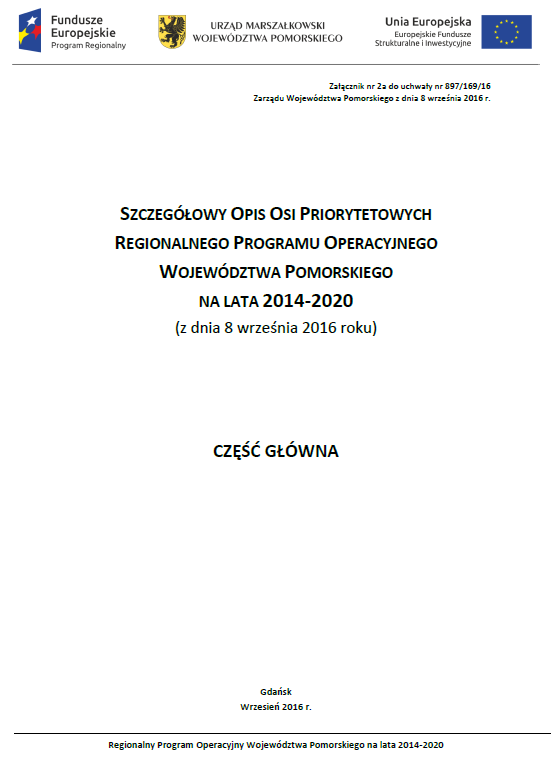 Fundusze
Europejskie
Program Regionalny
URZĄD MARSZAŁKOWSKI
WOJEWÓDZTWA POMORSKIEGO
Unia Europejska
Europejskie Fundusze
Strukturalne i Inwestycyjne
Załącznik nr 2a do uchwały nr 897/169/16
Zarządu Województwa Pomorskiego z dnia 8 września 2016 r.
SZCZEGÓŁOWY OPIS OSI PRIORYTETOWYCH
REGIONALNEGO PROGRAMU OPERACYJNEGO
WOJEWÓDZTWA POMORSKIEGO
NA LATA 2014-2020
(z dnia 8 września 2016 roku)
CZĘŚĆ GŁÓWNA
Gdańsk
Wrzesień 2016 r.
Regionalny Program Operacyjny Województwa Pomorskiego na lata 2014-2020